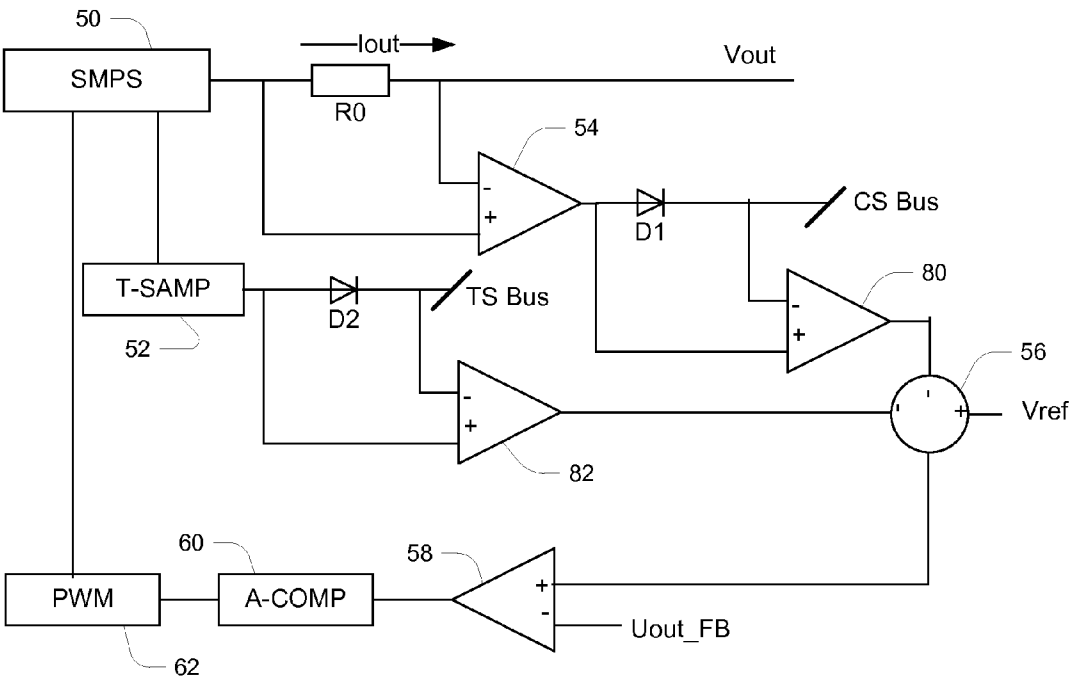 50
SMPS
Iout
R0
Vout
54
-
+
D1
CS Bus
T-SAMP
52
D2
TS Bus
80
-
+
56
-
-
+
Vref
-
+
82
60
58
PWM
A-COMP
+
-
Uout_FB
62